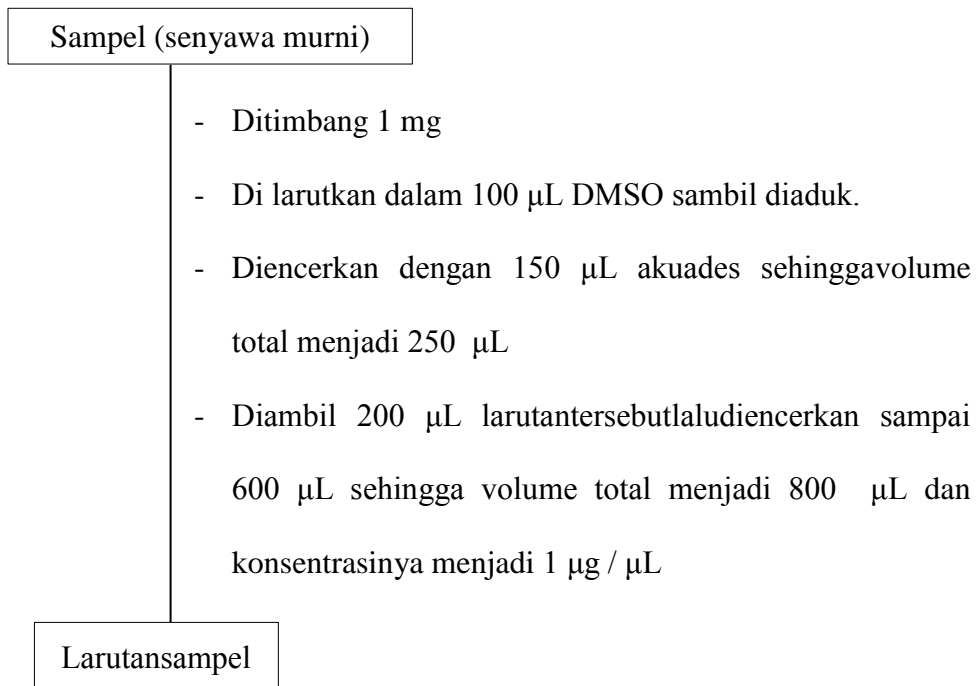 Sampel (senyawa murni)
- Ditimbang 1 mg
- Di larutkan dalam 100 μL DMSO sambil diaduk.
- Diencerkan dengan 150 μL akuades sehinggavolume
total menjadi 250 μL
- Diambil 200 μL larutantersebutlaludiencerkan sampai
600 μL sehingga volume total menjadi 800 μL dan
konsentrasinya menjadi 1 μg / μL
Larutansampel